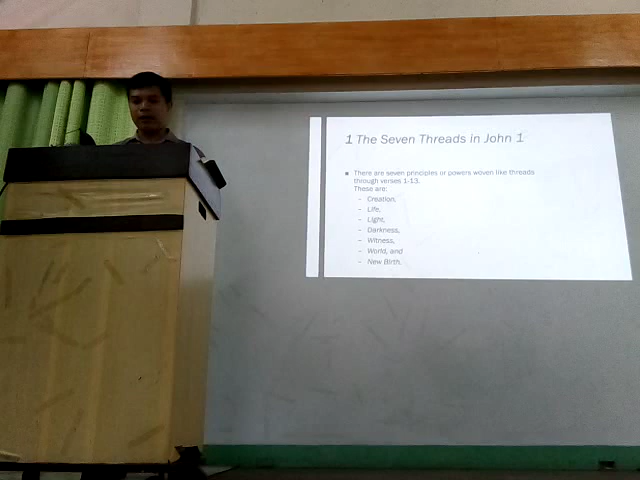 1 The Seven Threads in John 1
There are seven principles or powers woven like threads
through verses 1-13.
These are:
– Creation,
– Life,
– Light,
– Darkness,
– Witness,
– World, and
– New Birth.